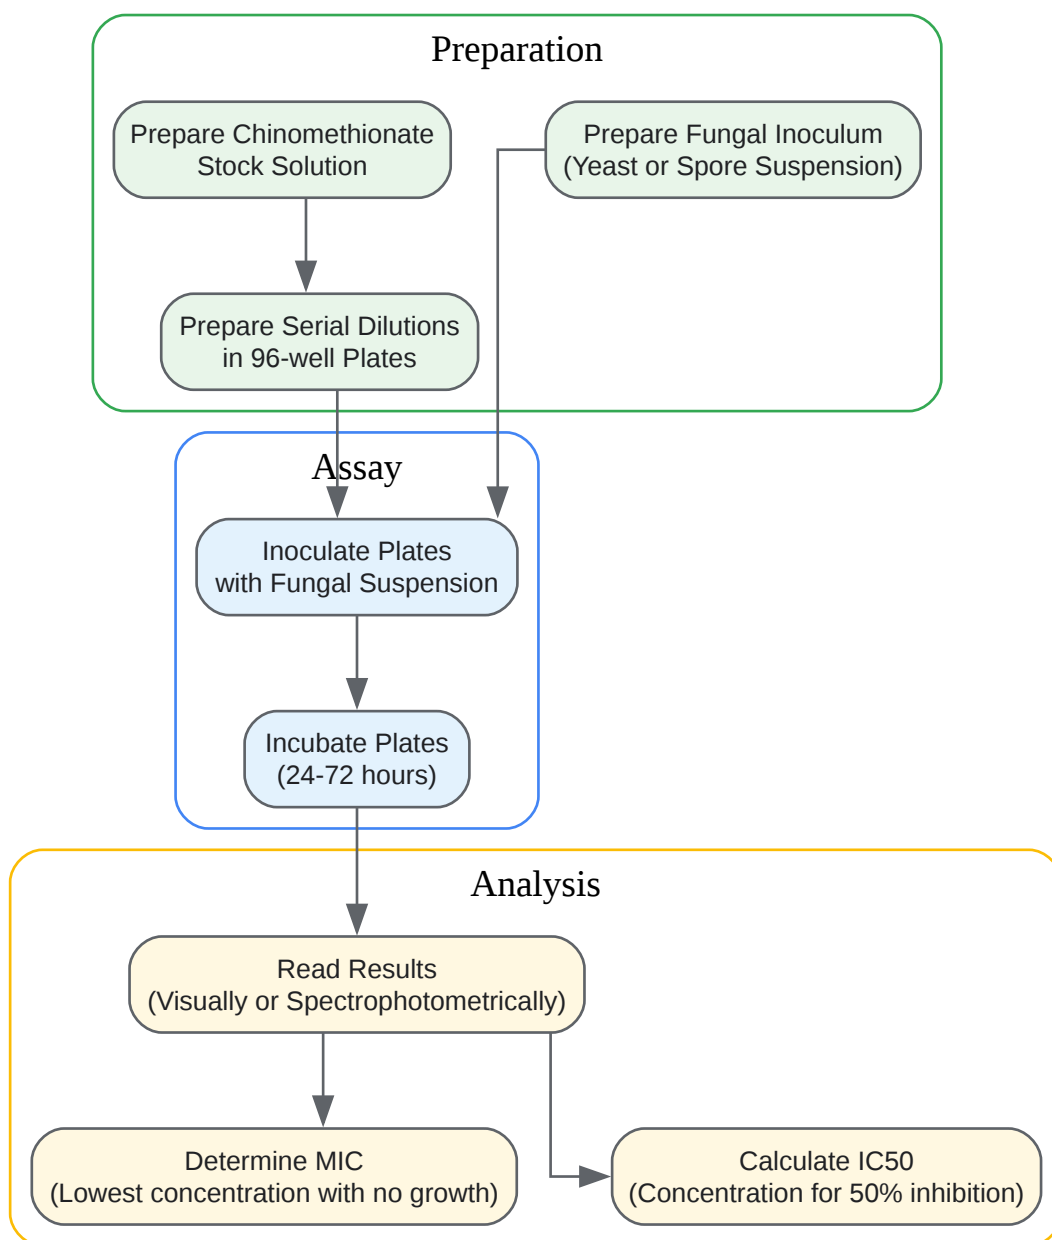 Preparation
Prepare Chinomethionate
Stock Solution
Prepare Fungal Inoculum
(Yeast or Spore Suspension)
Prepare Serial Dilutions
in 96-well Plates
Assay
Inoculate Plates
with Fungal Suspension
Incubate Plates
(24-72 hours)
Analysis
Read Results
(Visually or Spectrophotometrically)
Determine MIC
(Lowest concentration with no growth)
Calculate IC50
(Concentration for 50% inhibition)